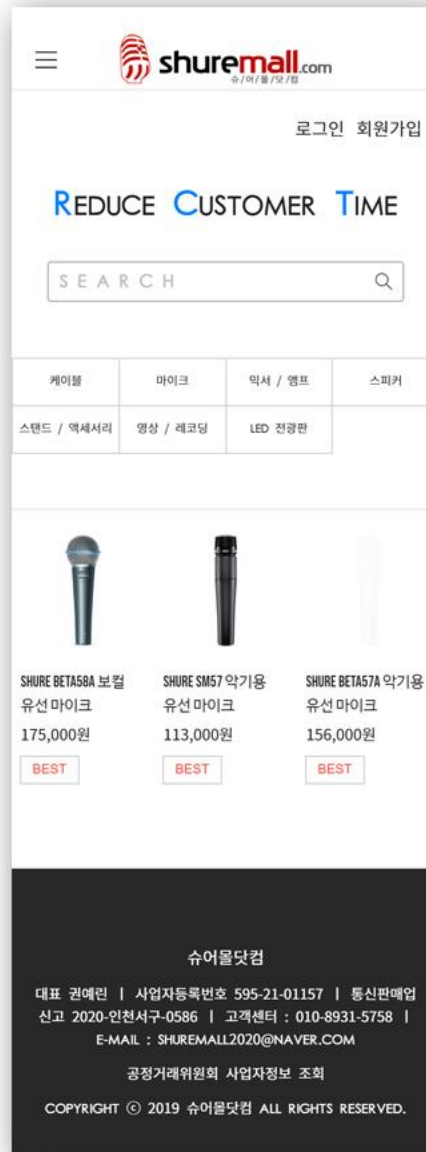 shuremall.com
슈/어/몰/닷/컴
로그인 회원가입
REDUCE CUSTOMER TIME
SEARCH
케이블 마이크 믹서 / 앰프 스피커
스탠드 / 액세서리 영상 / 레코딩 LED 전광판
SHURE BETA58A 보컬 유선 마이크
175,000원
BEST
SHURE SM57 악기용 유선 마이크
113,000원
BEST
SHURE BETA57A 악기용 유선 마이크
156,000원
BEST
슈어몰닷컴
대표 권예린 | 사업자등록번호 595-21-01157 | 통신판매업
신고 2020-인천서구-0586 | 고객센터 : 010-8931-5758 |
E-MAIL : SHUREMALL2020@NAVER.COM
공정거래위원회 사업자정보 조회
COPYRIGHT ⓒ 2019 슈어몰닷컴 ALL RIGHTS RESERVED.